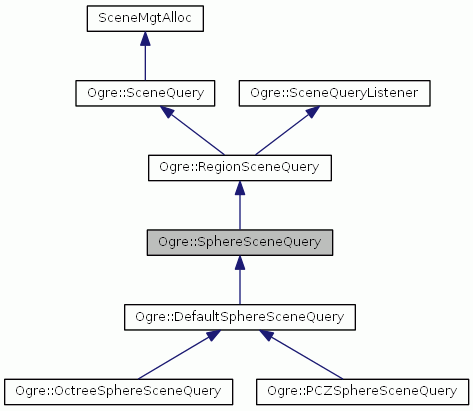 SceneMgtAlloc
Ogre::SceneQuery
Ogre::SceneQueryListener
Ogre::RegionSceneQuery
Ogre::SphereSceneQuery
Ogre::DefaultSphereSceneQuery
Ogre::OctreeSphereSceneQuery
Ogre::PCZSphereSceneQuery